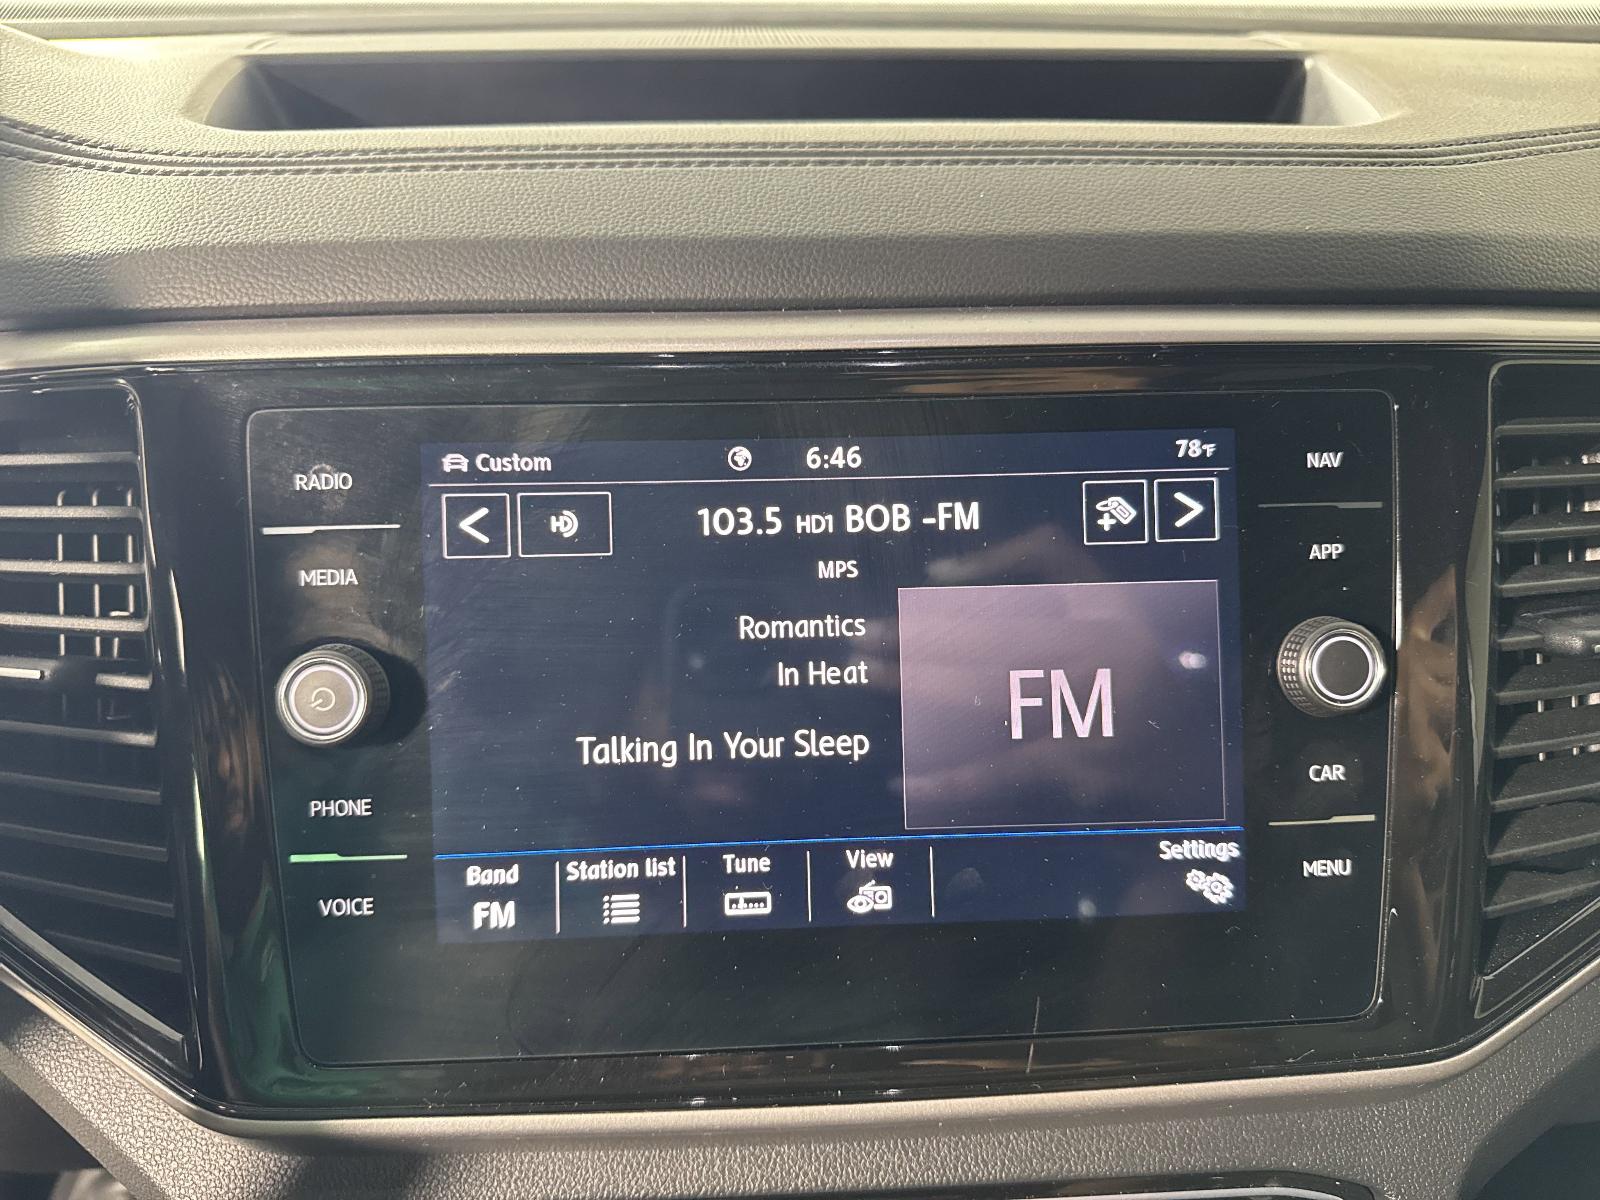 Custom 6:46 78°F
HD 103.5 HD1 BOB -FM
MPS
Romantics
In Heat
Talking In Your Sleep
FM
Band Station list Tune View Settings
FM
RADIO
MEDIA
PHONE
VOICE
NAV
APP
CAR
MENU